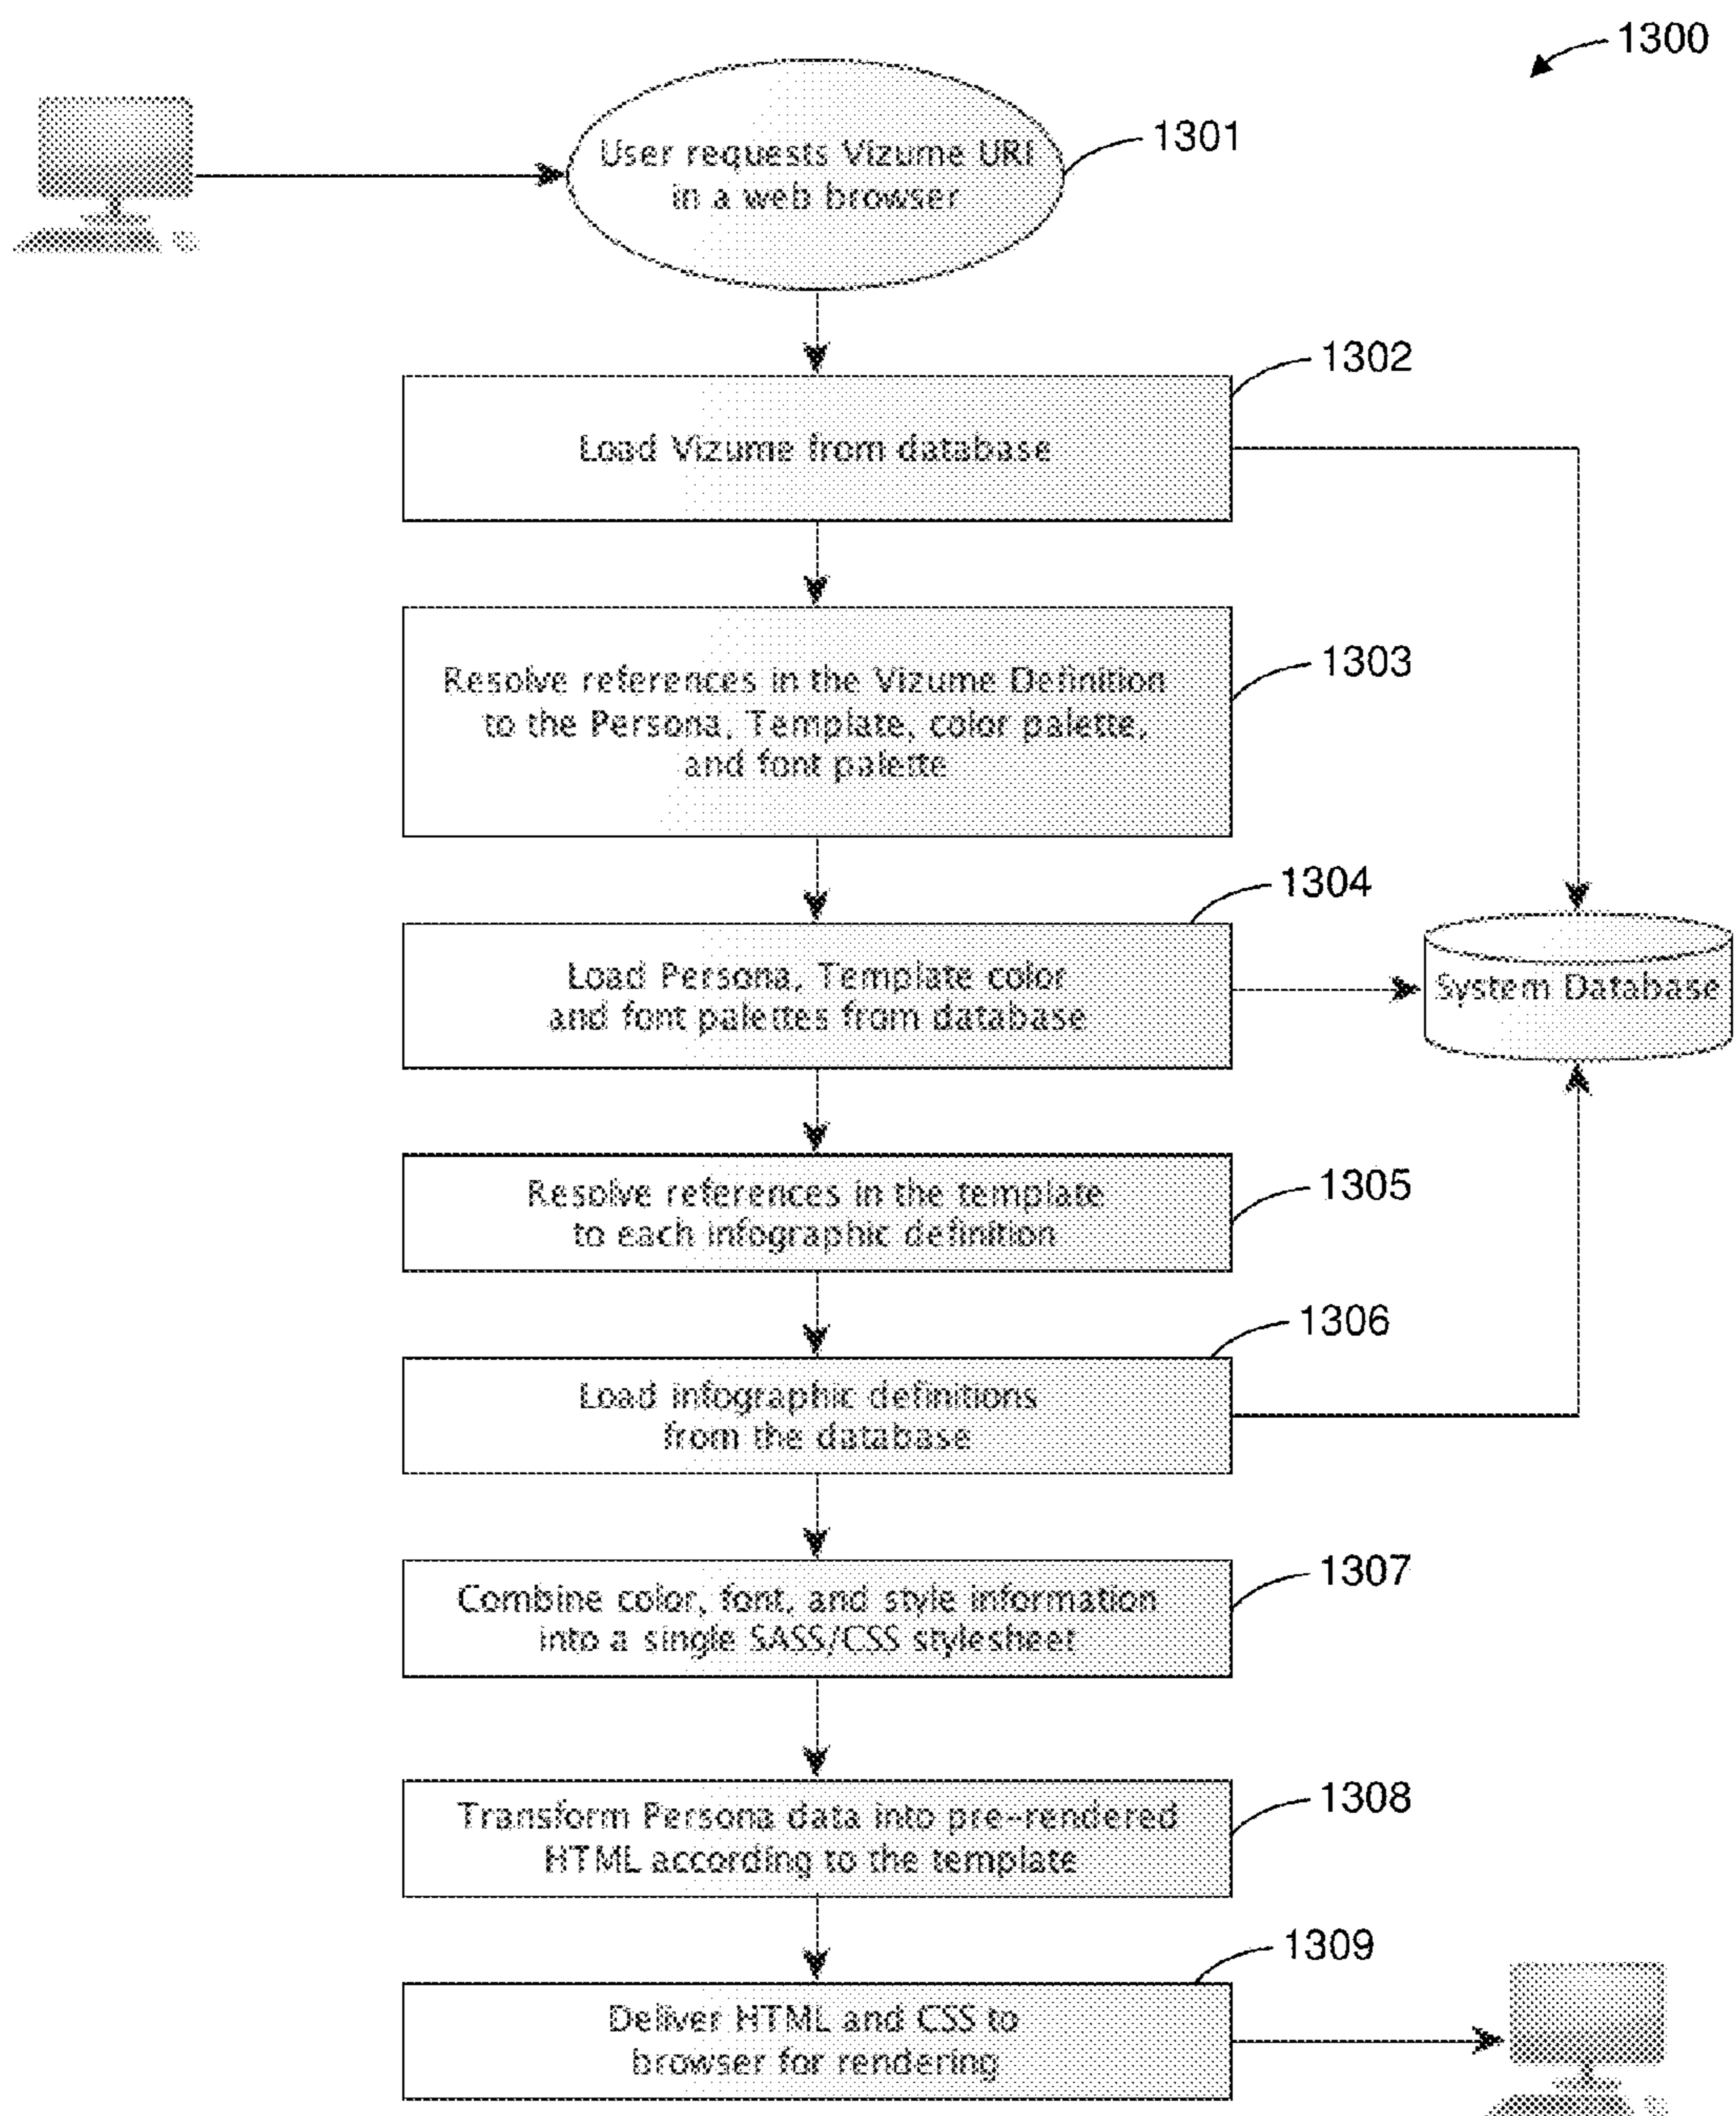 1300
User requests Vizume URI
in a web browser
1301
1302
Load Vizume from database
1303
Resolve references in the Vizume Definition
to the Persona, Template, color palette,
and font palette
1304
Load Persona, Template color
and font palettes from database
System Database
1305
Resolve references in the template
to each infographic definition
1306
Load infographic definitions
from the database
1307
Combine color, font, and style information
into a single SASS/CSS stylesheet
1308
Transform Persona data into pre-rendered
HTML according to the template
1309
Deliver HTML and CSS to
browser for rendering